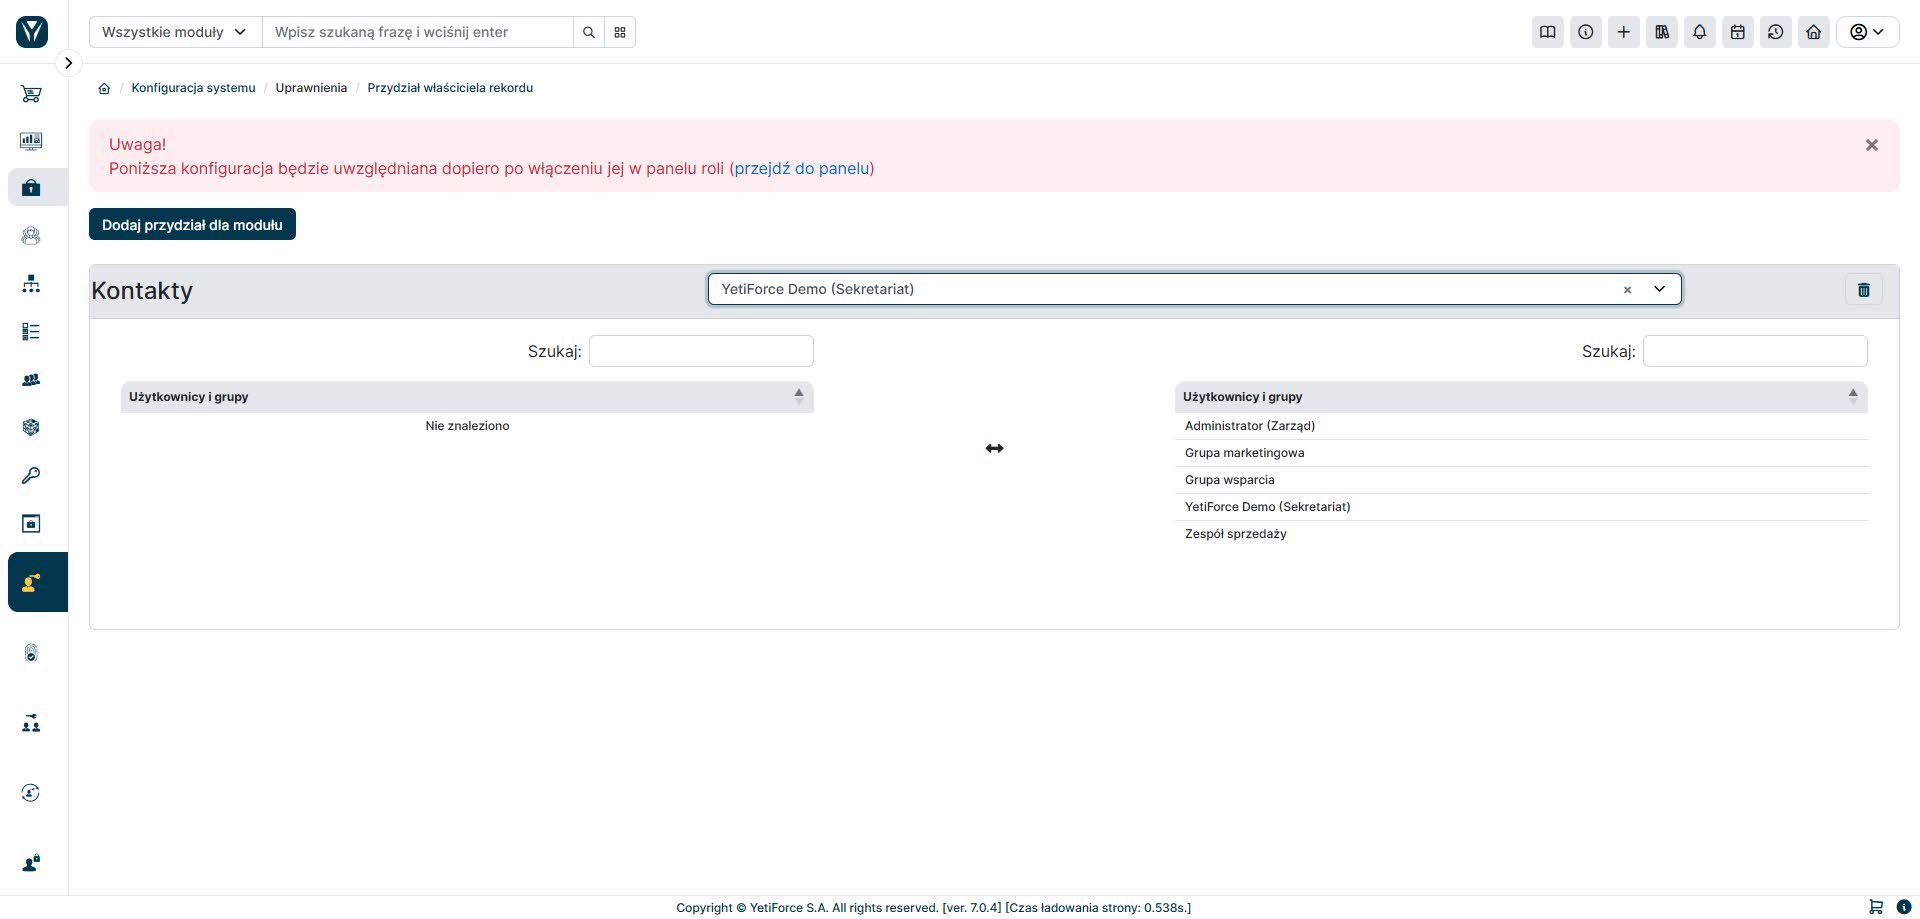 Wszystkie moduły
Wpisz szukaną frazę i wciśnij enter
Konfiguracja systemu / Uprawnienia / Przydział właściciela rekordu
Uwaga!
Poniższa konfiguracja będzie uwzględniana dopiero po włączeniu jej w panelu roli (przejdź do panelu)
Dodaj przydział dla modułu
Kontakty
YetiForce Demo (Sekretariat)
Szukaj:
Użytkownicy i grupy
Nie znaleziono
Szukaj:
Użytkownicy i grupy
Administrator (Zarząd)
Grupa marketingowa
Grupa wsparcia
YetiForce Demo (Sekretariat)
Zespół sprzedaży
Copyright © YetiForce S.A. All rights reserved. [ver. 7.0.4] [Czas ładowania strony: 0.538s.]